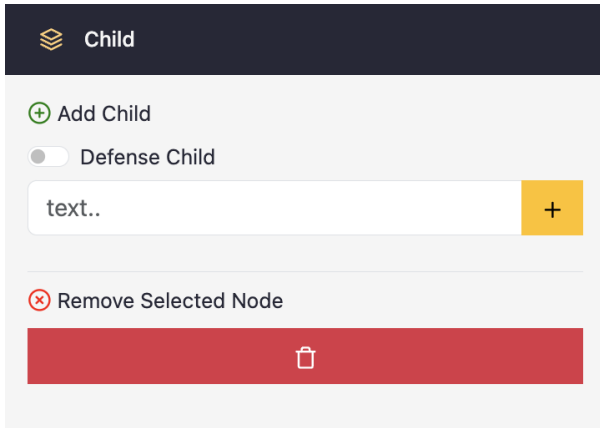 Child
Add Child
Defense Child
text..
+
Remove Selected Node